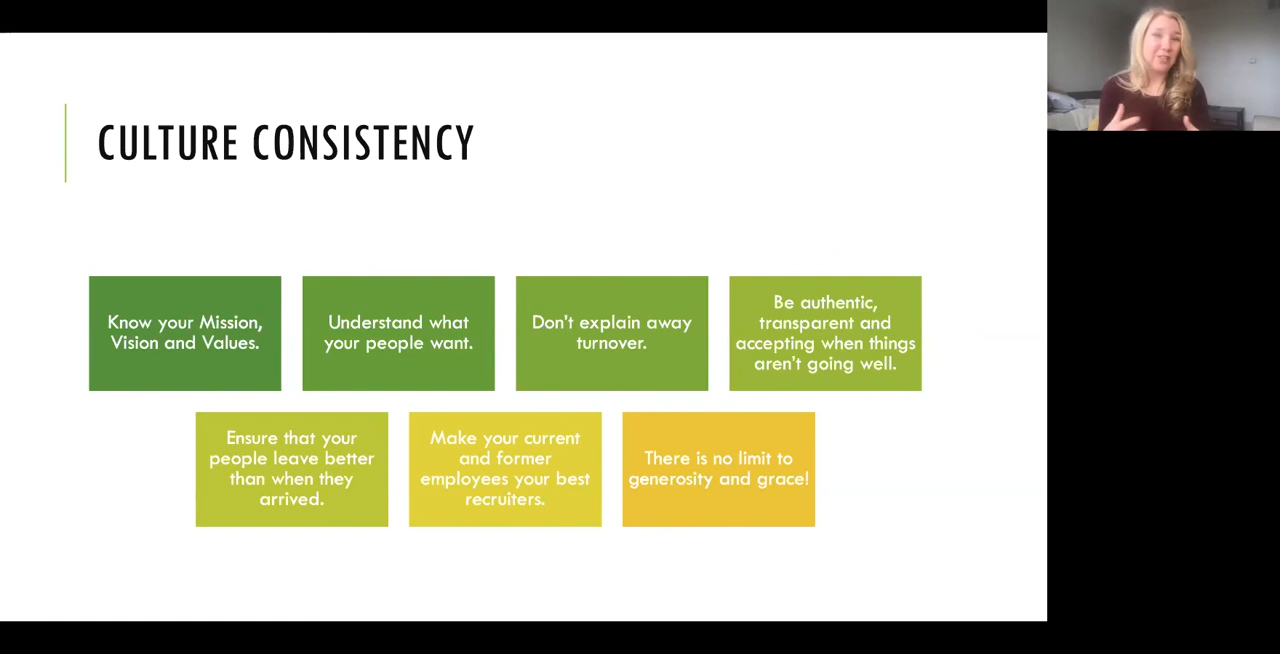 CULTURE CONSISTENCY
Know your Mission,
Vision and Values.
Understand what
your people want.
Don't explain away
turnover.
Be authentic,
transparent and
accepting when things
aren't going well.
Ensure that your
people leave better
than when they
arrived.
Make your current
and former
employees your best
recruiters.
There is no limit to
generosity and grace!